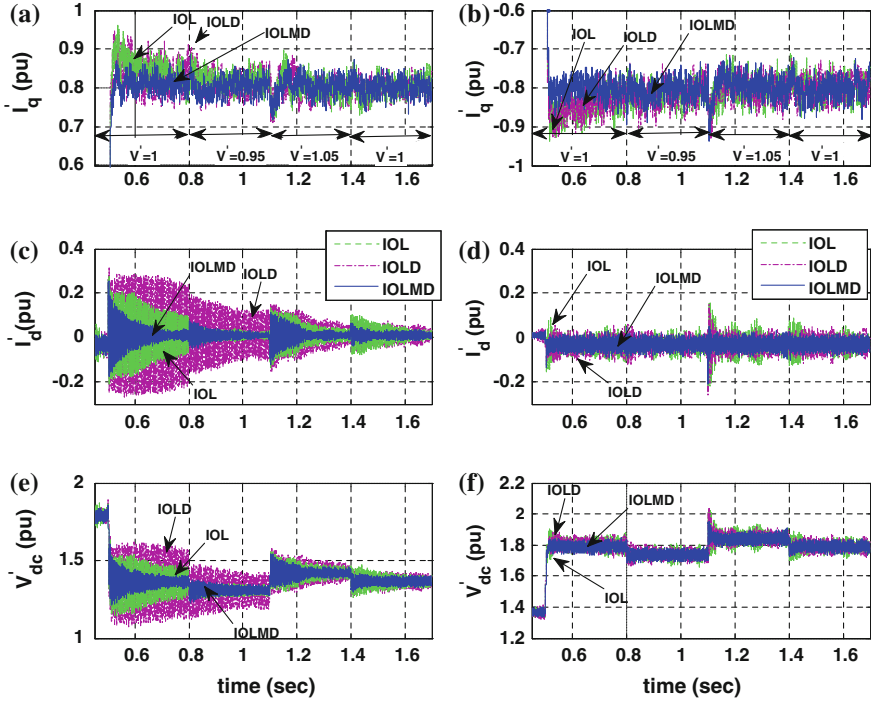 (a)
I'q (pu)
1
0.9
0.8
0.7
0.6
IOL
IOLD
IOLMD
V'=1
V'=0.95
V'=1.05
V'=1
0.6
0.8
1
1.2
1.4
1.6
(b)
I'q (pu)
-0.6
-0.7
-0.8
-0.9
-1
IOL
IOLD
IOLMD
V'=1
V'=0.95
V'=1.05
V'=1
0.6
0.8
1
1.2
1.4
1.6
(c)
I'd(pu)
0.4
0.2
0
-0.2
IOLMD
IOLD
IOL
IOL
IOLD
IOLMD
0.6
0.8
1
1.2
1.4
1.6
(d)
I'd (pu)
0.4
0.2
0
-0.2
IOL
IOLMD
IOLD
IOL
IOLD
IOLMD
0.6
0.8
1
1.2
1.4
1.6
(e)
V'dc (pu)
2
1.5
1
IOLD
IOL
IOLMD
0.6
0.8
1
1.2
1.4
1.6
time (sec)
(f)
V'dc (pu)
2.2
2
1.8
1.6
1.4
1.2
IOLD
IOLMD
IOL
0.6
0.8
1
1.2
1.4
1.6
time (sec)